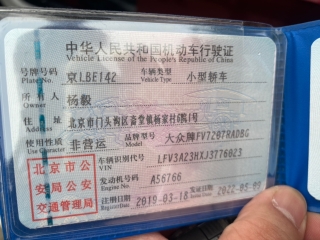 中华人民共和国机动车行驶证
Vehicle License of the People's Republic of China
号牌号码 京LBE142 车辆类型 小型轿车
Plate No. Vehicle Type
所有人 杨毅
Owner
住址 北京市门头沟区斋堂镇杨家村6院1号
Address
使用性质 非营运 品牌型号 大众牌FV7207BADBG
Use Character Model
车辆识别代号 LFV3A23HXJ3776023
VIN
发动机号码 A56766
Engine No.
注册日期 2019-03-18 发证日期
Register Date Issue Date
北京市公
安局公安
交通管理局